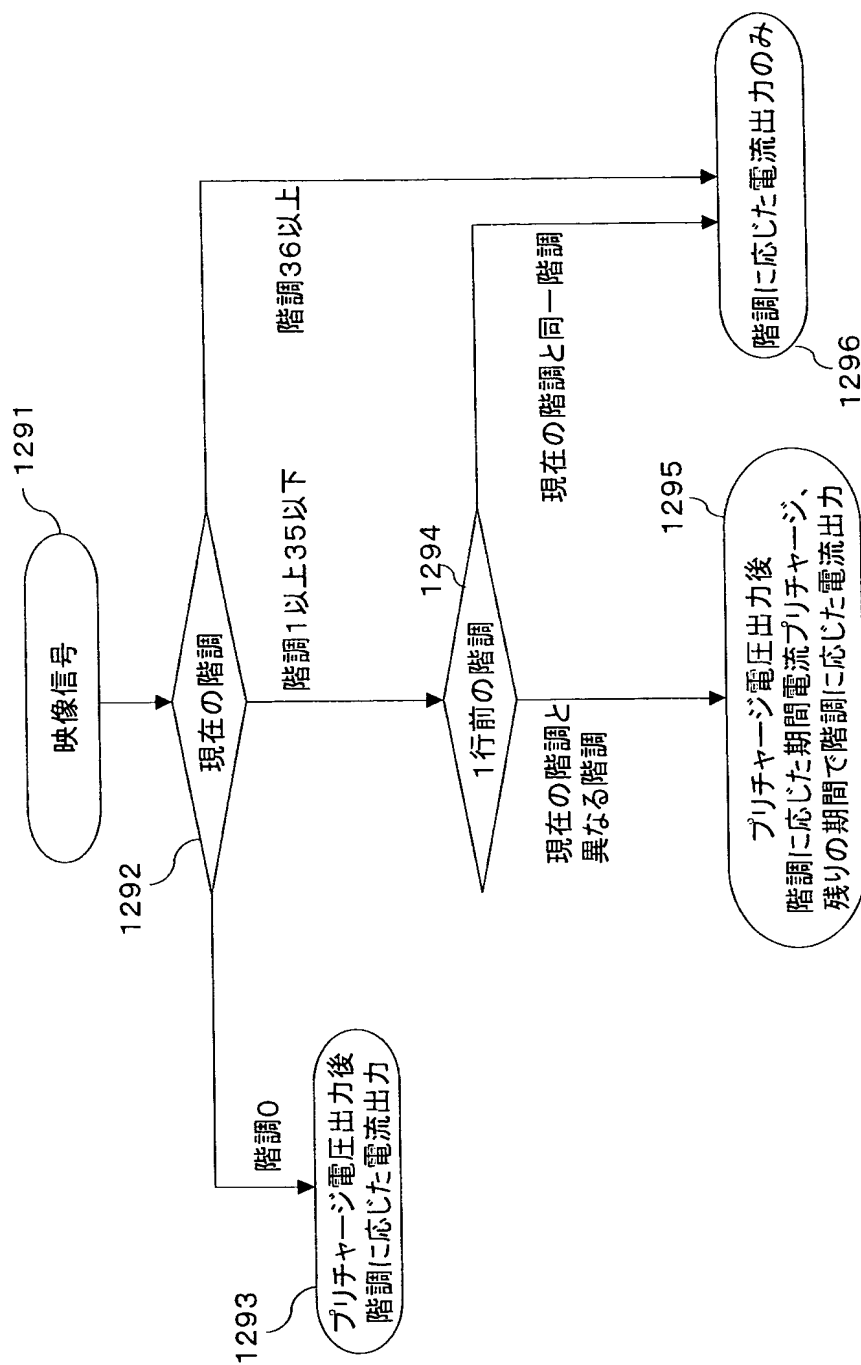 1291
映像信号
1292
現在の階調
階調0
階調1以上35以下
階調36以上
1293
プリチャージ電圧出力後
階調に応じた電流出力
1294
1行前の階調
現在の階調と
異なる階調
現在の階調と同一階調
1295
プリチャージ電圧出力後
階調に応じた期間電流プリチャージ、
残りの期間で階調に応じた電流出力
階調に応じた電流出力のみ
1296